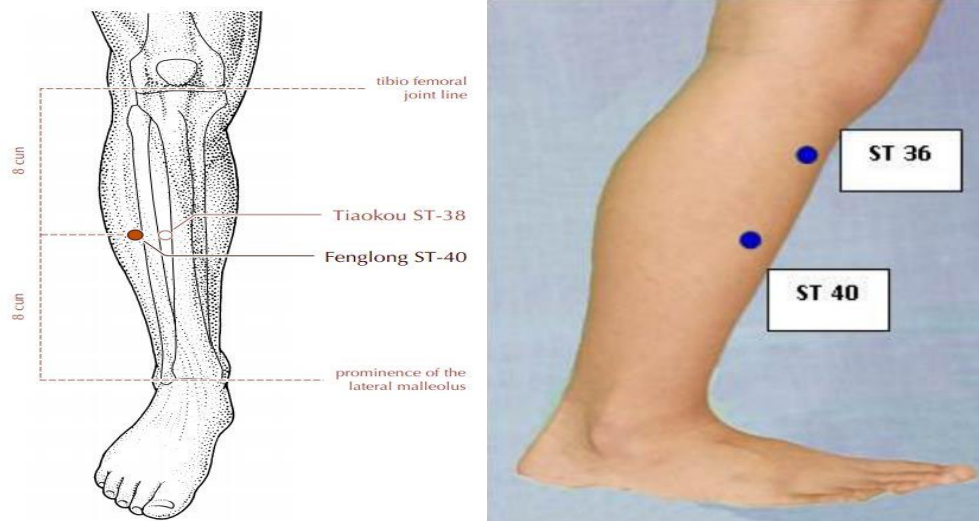 tibio femoral
joint line
8 cun
Tiaokou ST-38
Fenglong ST-40
8 cun
prominence of the
lateral malleolus
ST 36
ST 40